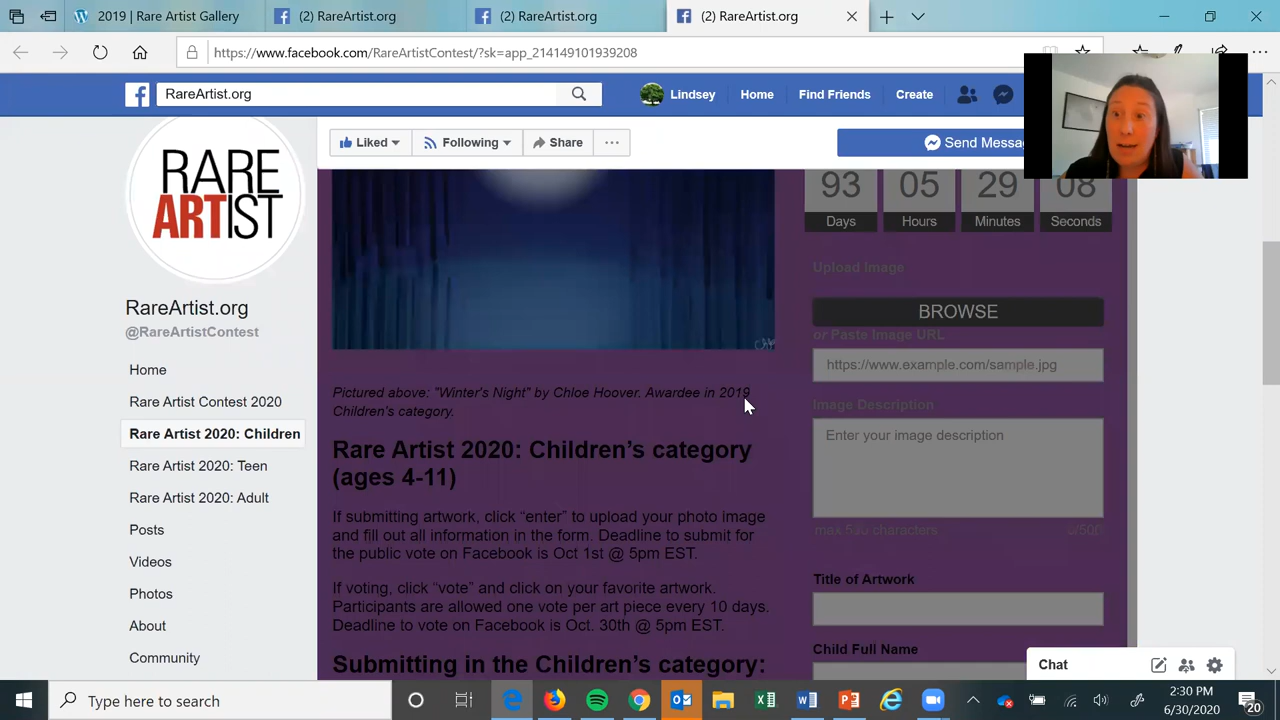 2019 | Rare Artist Gallery
(2) RareArtist.org
(2) RareArtist.org
(2) RareArtist.org
https://www.facebook.com/RareArtistContest/?sk=app_214149101939208
RareArtist.org
Lindsey
Home
Find Friends
Create
RARE
ARTIST
Liked
Following
Share
Send Messa
93
05
29
08
Days
Hours
Minutes
Seconds
RareArtist.org
@RareArtistContest
Home
Rare Artist Contest 2020
Rare Artist 2020: Children
Rare Artist 2020: Teen
Rare Artist 2020: Adult
Posts
Videos
Photos
About
Community
Pictured above: "Winter's Night" by Chloe Hoover. Awardee in 2019
Children's category.
Rare Artist 2020: Children’s category
(ages 4-11)
If submitting artwork, click “enter” to upload your photo image
and fill out all information in the form. Deadline to submit for
the public vote on Facebook is Oct 1st @ 5pm EST.
If voting, click “vote” and click on your favorite artwork.
Participants are allowed one vote per art piece every 10 days.
Deadline to vote on Facebook is Oct. 30th @ 5pm EST.
Submitting in the Children’s category:
Upload Image
BROWSE
or Paste Image URL
https://www.example.com/sample.jpg
Image Description
Enter your image description
max 500 characters
0/500
Title of Artwork
Child Full Name
Chat
Type here to search
2:30 PM
6/30/2020
20